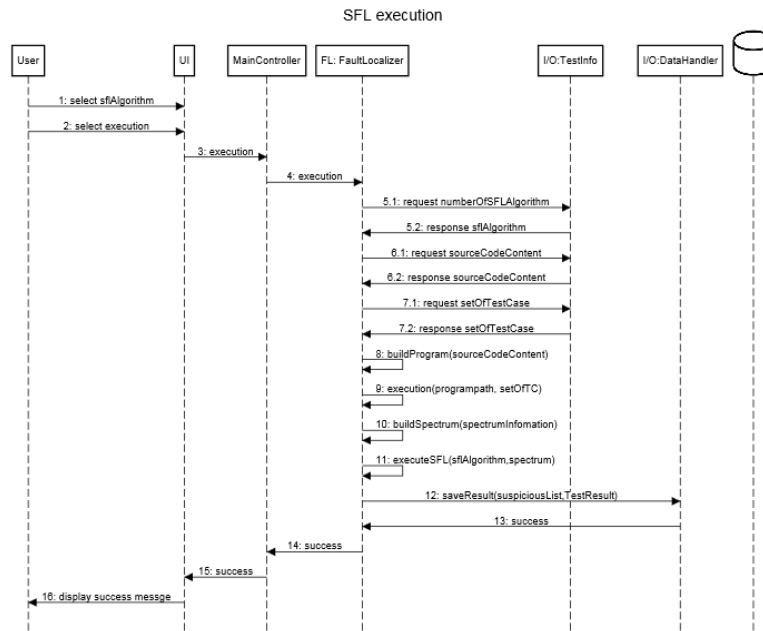 SFL execution
User UI MainController FL: FaultLocalizer I/O:TestInfo I/O:DataHandler
1: select sflAlgorithm
2: select execution
3: execution
4: execution
5.1: request numberOfSFLAlgorithm
5.2: response sflAlgorithm
6.1: request sourceCodeContent
6.2: response sourceCodeContent
7.1: request setOfTestCase
7.2: response setOfTestCase
8: buildProgram(sourceCodeContent)
9: execution(programpath, setOfTC)
10: buildSpectrum(spectrumInfomation)
11: executeSFL(sflAlgorithm,spectrum)
12: saveResult(suspiciousList,TestResult)
13: success
14: success
15: success
16: display success messge